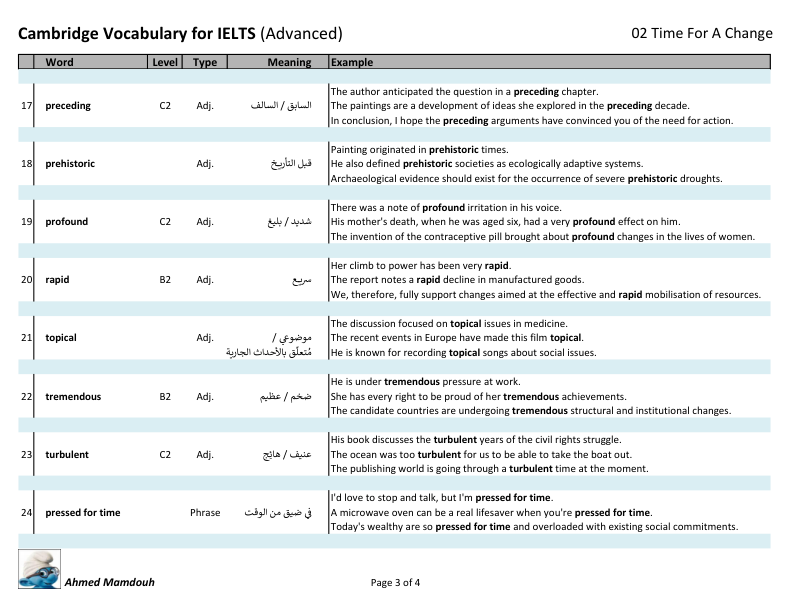 Cambridge Vocabulary for IELTS (Advanced)
02 Time For A Change
Word Level Type Meaning Example
17 preceding C2 Adj. السابق / السالف
The author anticipated the question in a preceding chapter.
The paintings are a development of ideas she explored in the preceding decade.
In conclusion, I hope the preceding arguments have convinced you of the need for action.
18 prehistoric Adj. قبل التأريخ
Painting originated in prehistoric times.
He also defined prehistoric societies as ecologically adaptive systems.
Archaeological evidence should exist for the occurrence of severe prehistoric droughts.
19 profound C2 Adj. شديد / بليغ
There was a note of profound irritation in his voice.
His mother's death, when he was aged six, had a very profound effect on him.
The invention of the contraceptive pill brought about profound changes in the lives of women.
20 rapid B2 Adj. سريع
Her climb to power has been very rapid.
The report notes a rapid decline in manufactured goods.
We, therefore, fully support changes aimed at the effective and rapid mobilisation of resources.
21 topical Adj. موضوعي /
مُتعلّق بالأحداث الجارية
The discussion focused on topical issues in medicine.
The recent events in Europe have made this film topical.
He is known for recording topical songs about social issues.
22 tremendous B2 Adj. ضخم / عظيم
He is under tremendous pressure at work.
She has every right to be proud of her tremendous achievements.
The candidate countries are undergoing tremendous structural and institutional changes.
23 turbulent C2 Adj. عنيف / هائج
His book discusses the turbulent years of the civil rights struggle.
The ocean was too turbulent for us to be able to take the boat out.
The publishing world is going through a turbulent time at the moment.
24 pressed for time Phrase في ضيق من الوقت
I'd love to stop and talk, but I'm pressed for time.
A microwave oven can be a real lifesaver when you're pressed for time.
Today's wealthy are so pressed for time and overloaded with existing social commitments.
Ahmed Mamdouh
Page 3 of 4